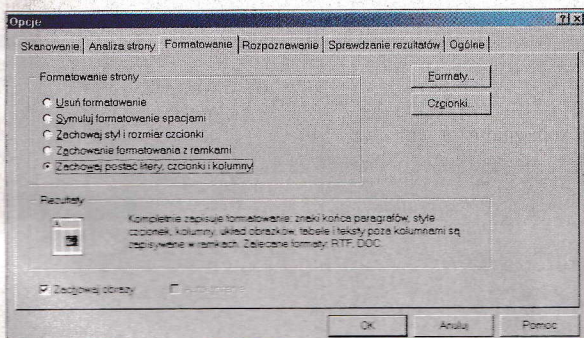 Opcje
Skanowanie Analiza strony Formatowanie Rozpoznawanie Sprawdzanie rezultatów Ogólne
Formatowanie strony
Formaty...
Usuń formatowanie
Czcionki...
Symuluj formatowanie spacjami
Zachowaj styl i rozmiar czcionki
Zachowanie formatowania z ramkami
Zachowaj postać litery, czcionki i kolumny
Rezultaty
Kompletnie zapisuje formatowanie: znaki końca paragrafów, style
czcionek, kolumny, układ obrazków, tabele i teksty poza kolumnami są
zapisywane w ramkach. Zalecane formaty: RTF, DOC.
Zachowaj obrazy
OK Anuluj Pomoc